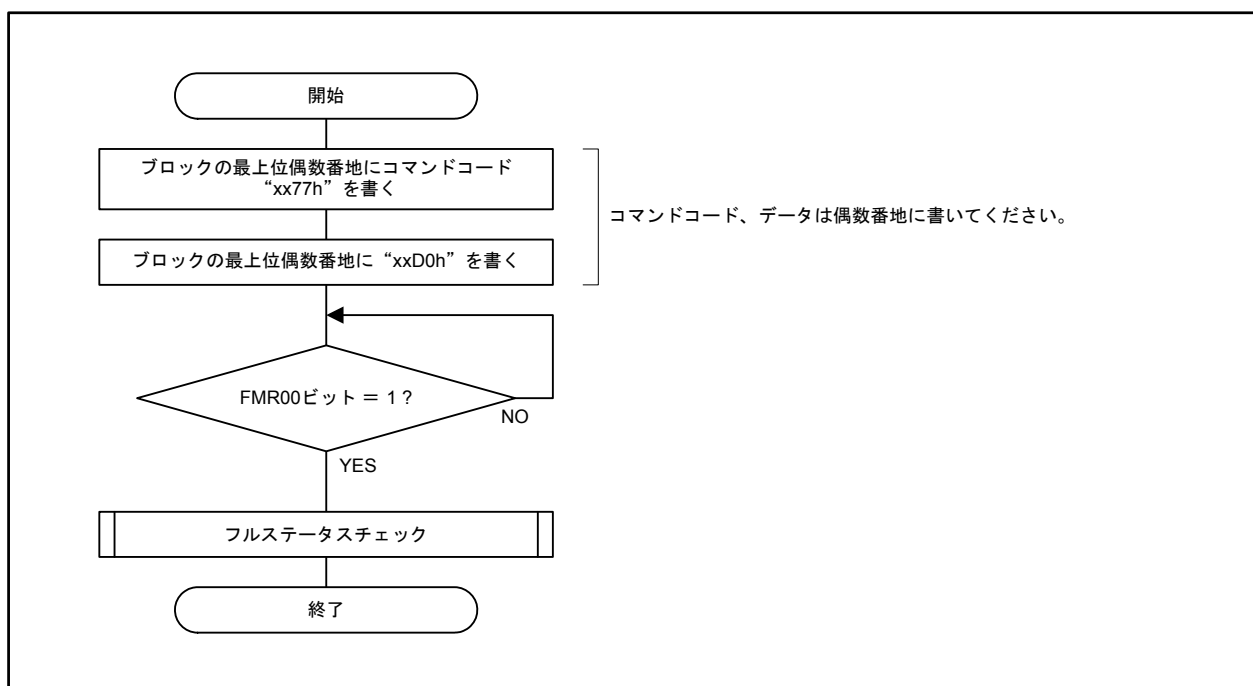 開始
ブロックの最上位偶数番地にコマンドコード
“xx77h”を書く
コマンドコード、データは偶数番地に書いてください。
ブロックの最上位偶数番地に“xxD0h”を書く
FMR00ビット = 1?
NO
YES
フルステータスチェック
終了